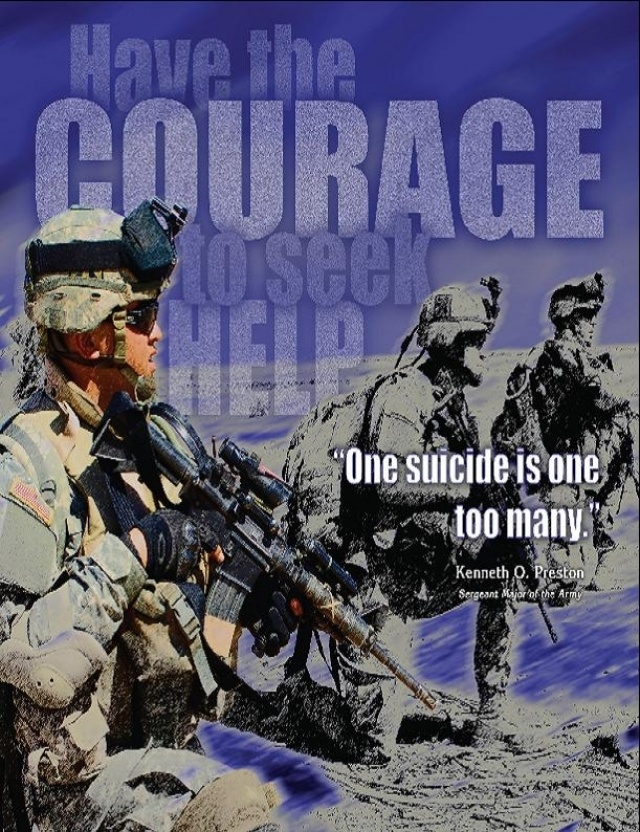 Have the
COURAGE
to seek
HELP
"One suicide is one
too many."
Kenneth O. Preston
Sergeant Major of the Army